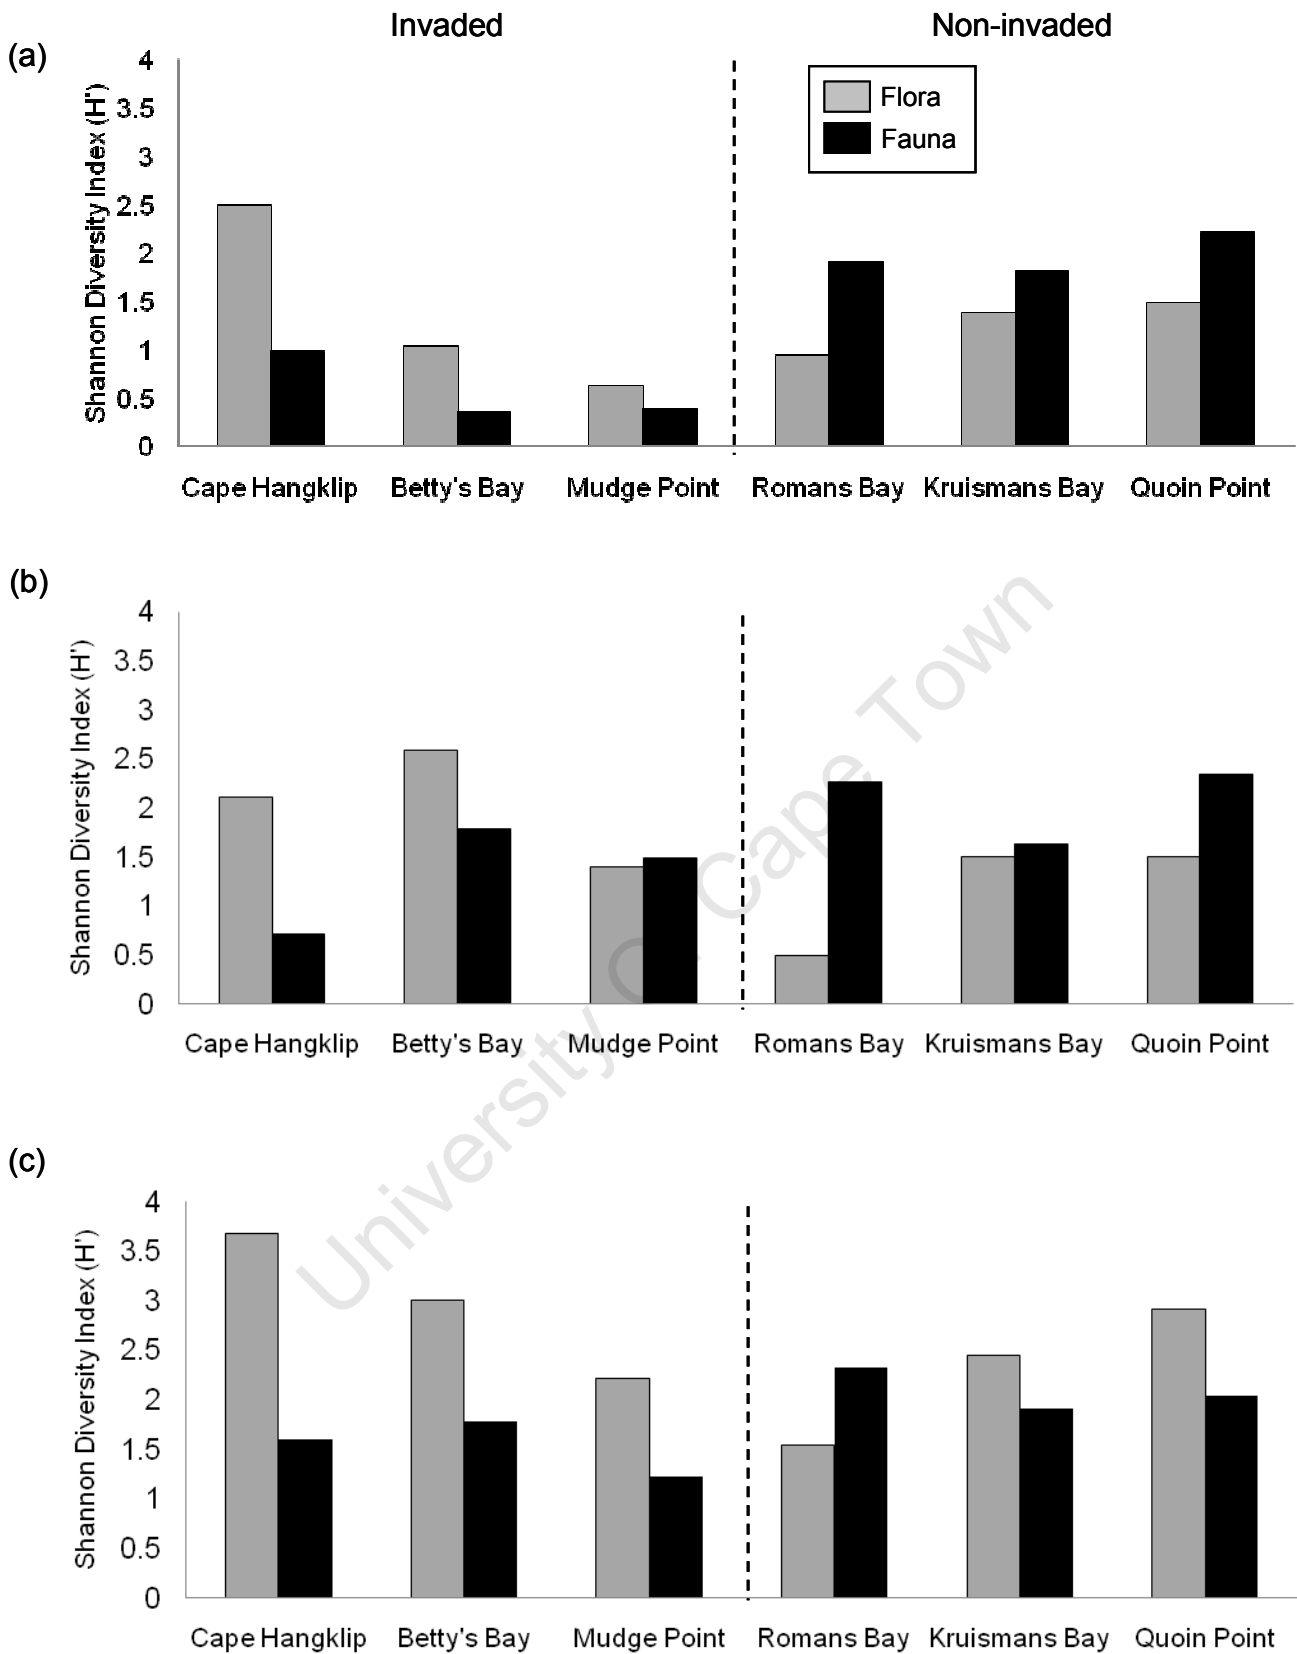 Invaded Non-invaded
(a)
Shannon Diversity Index (H')
4
3.5
3
2.5
2
1.5
1
0.5
0
Flora
Fauna
Cape Hangklip Betty's Bay Mudge Point Romans Bay Kruismans Bay Quoin Point
(b)
Shannon Diversity Index (H')
4
3.5
3
2.5
2
1.5
1
0.5
0
Cape Hangklip Betty's Bay Mudge Point Romans Bay Kruismans Bay Quoin Point
(c)
Shannon Diversity Index (H')
4
3.5
3
2.5
2
1.5
1
0.5
0
Cape Hangklip Betty's Bay Mudge Point Romans Bay Kruismans Bay Quoin Point
University Of Cape Town